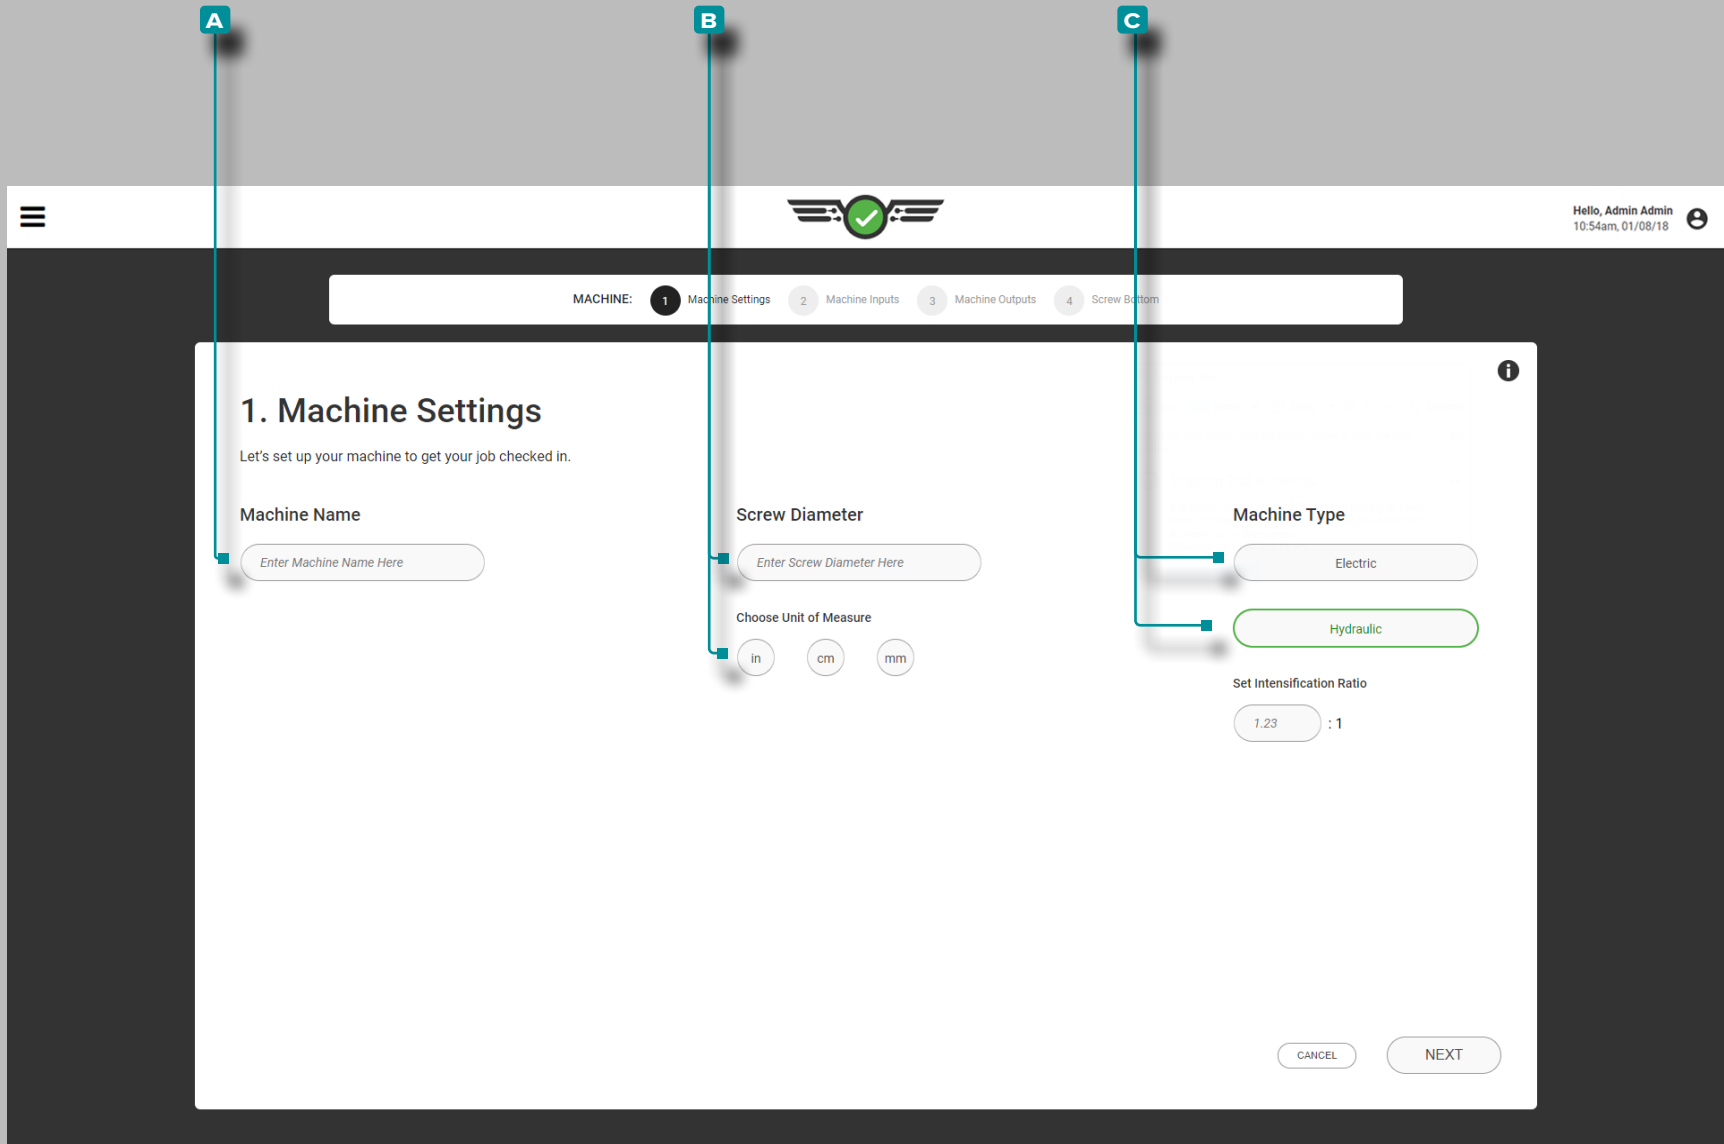 A
B
C
Hello, Admin Admin
10:54am, 01/08/18
MACHINE: 1 Machine Settings 2 Machine Inputs 3 Machine Outputs 4 Screw Bottom
1. Machine Settings
Let's set up your machine to get your job checked in.
Machine Name
Enter Machine Name Here
Screw Diameter
Enter Screw Diameter Here
Choose Unit of Measure
in cm mm
Machine Type
Electric
Hydraulic
Set Intensification Ratio
1.23 : 1
CANCEL NEXT